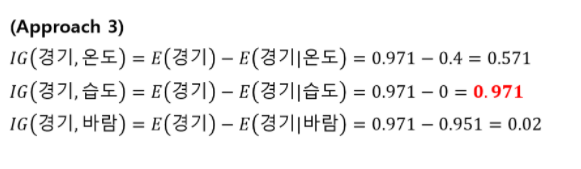 (Approach 3)
IG(경기,온도) = E(경기) − E(경기|온도) = 0.971 − 0.4 = 0.571
IG(경기,습도) = E(경기) − E(경기|습도) = 0.971 − 0 = 0.971
IG(경기,바람) = E(경기) − E(경기|바람) = 0.971 − 0.951 = 0.02